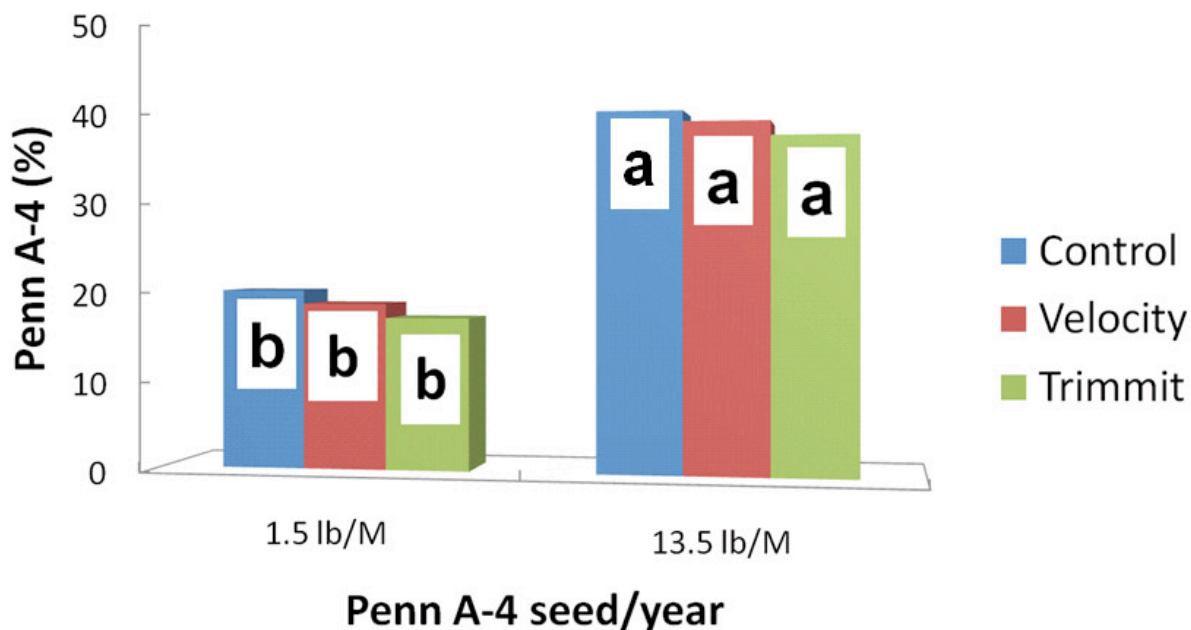 50
40
30
20
10
0
Penn A-4 (%)
b
b
b
a
a
a
1.5 lb/M
13.5 lb/M
Penn A-4 seed/year
Control
Velocity
Trimmit